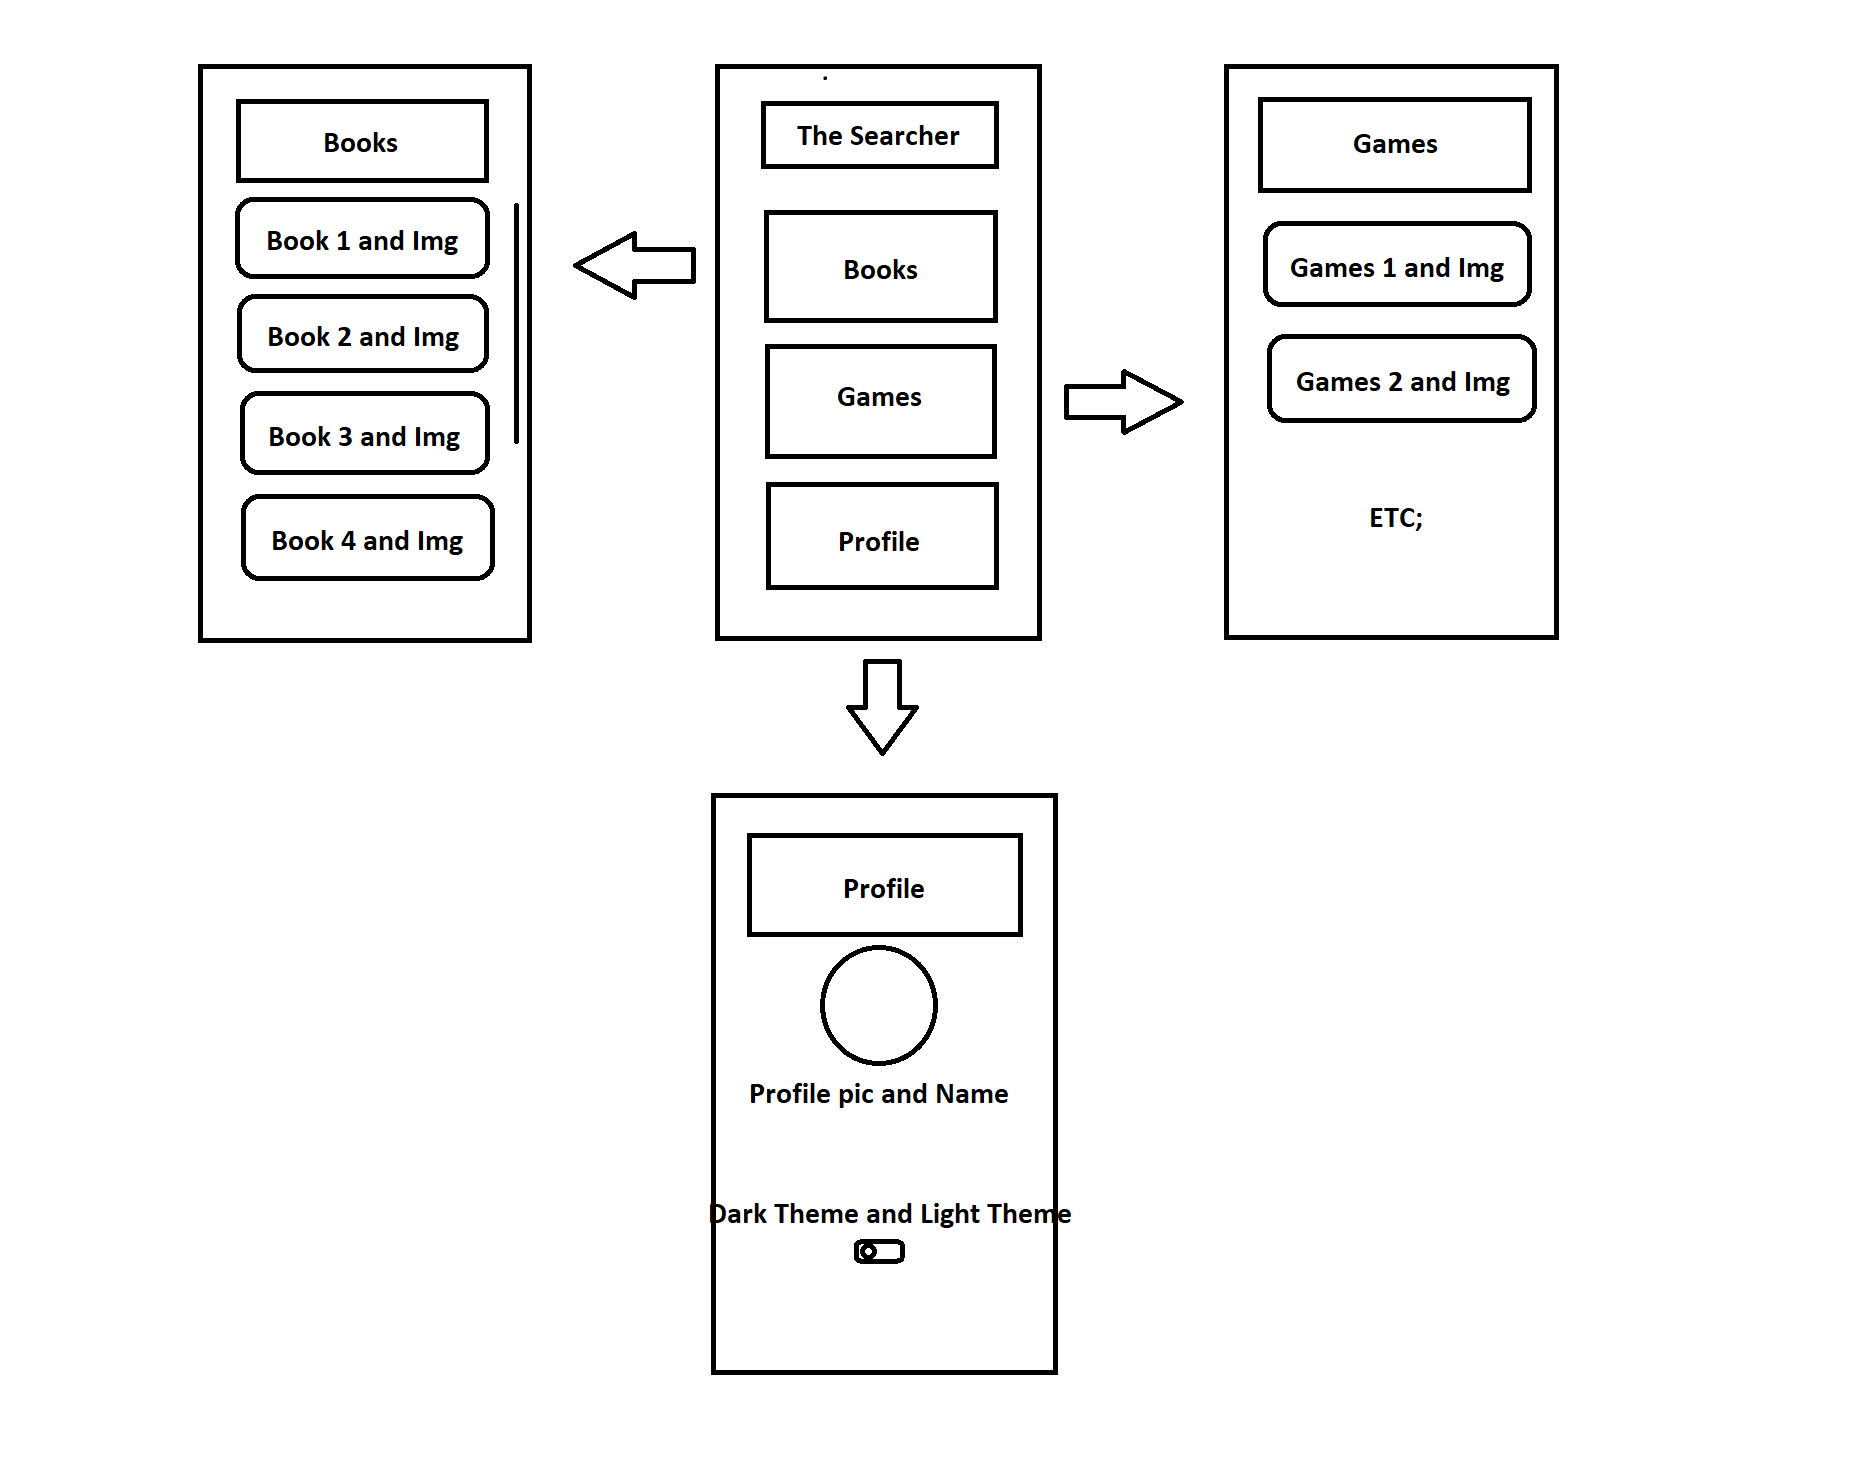 Books
Book 1 and Img
Book 2 and Img
Book 3 and Img
Book 4 and Img
The Searcher
Books
Games
Profile
Games
Games 1 and Img
Games 2 and Img
ETC;
Profile
Profile pic and Name
Dark Theme and Light Theme